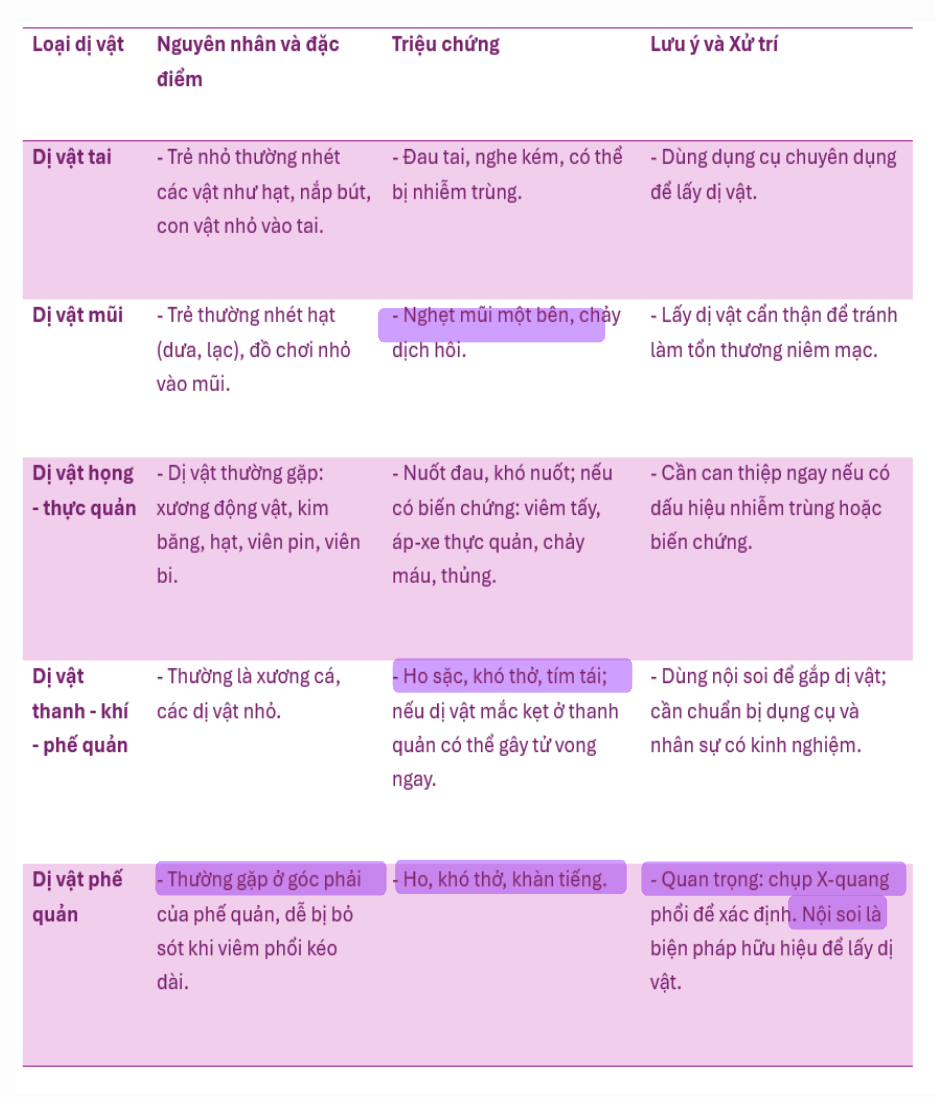 Loại dị vật
Nguyên nhân và đặc
điểm
Triệu chứng
Lưu ý và Xử trí
Dị vật tai
- Trẻ nhỏ thường nhét
các vật như hạt, nắp bút,
con vật nhỏ vào tai.
- Đau tai, nghe kém, có thể
bị nhiễm trùng.
- Dùng dụng cụ chuyên dụng
để lấy dị vật.
Dị vật mũi
- Trẻ thường nhét hạt
(dưa, lạc), đồ chơi nhỏ
vào mũi.
- Nghẹt mũi một bên, chảy
dịch hôi.
- Lấy dị vật cẩn thận để tránh
làm tổn thương niêm mạc.
Dị vật họng
- thực quản
- Dị vật thường gặp:
xương động vật, kim
băng, hạt, viên pin, viên
bi.
- Nuốt đau, khó nuốt; nếu
có biến chứng: viêm tấy,
áp-xe thực quản, chảy
máu, thủng.
- Cần can thiệp ngay nếu có
dấu hiệu nhiễm trùng hoặc
biến chứng.
Dị vật
thanh - khí
- phế quản
- Thường là xương cá,
các dị vật nhỏ.
- Ho sặc, khó thở, tím tái;
nếu dị vật mắc kẹt ở thanh
quản có thể gây tử vong
ngay.
- Dùng nội soi để gắp dị vật;
cần chuẩn bị dụng cụ và
nhân sự có kinh nghiệm.
Dị vật phế
quản
- Thường gặp ở góc phải
của phế quản, dễ bị bỏ
sót khi viêm phổi kéo
dài.
- Ho, khó thở, khàn tiếng.
- Quan trọng: chụp X-quang
phổi để xác định. Nội soi là
biện pháp hữu hiệu để lấy dị
vật.